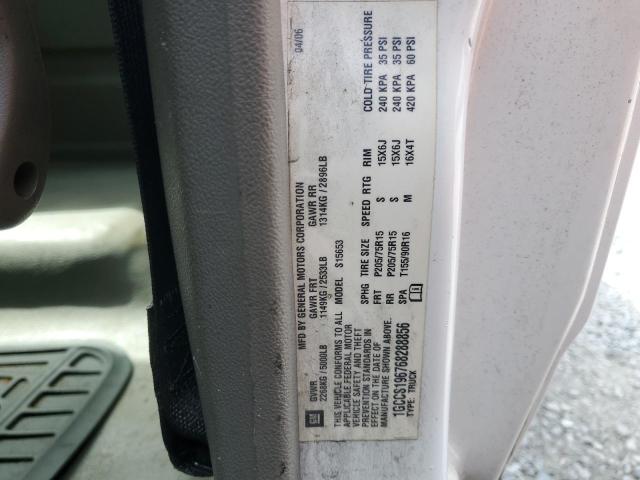 MFD BY GENERAL MOTORS CORPORATION
04/06
GVWR GAWR FRT GAWR RR
2268KG / 5000LB 1149KG / 2533LB 1314KG / 2896LB
THIS VEHICLE CONFORMS TO ALL
APPLICABLE FEDERAL MOTOR
VEHICLE SAFETY AND THEFT
PREVENTION STANDARDS IN
EFFECT ON THE DATE OF
MANUFACTURE SHOWN ABOVE.
1GCCS196768288856
TYPE: TRUCK
MODEL S15653
SPHG TIRE SIZE SPEED RTG RIM COLD TIRE PRESSURE
FRT P205/75R15 S 15X6J 240 KPA 35 PSI
RR P205/75R15 S 15X6J 240 KPA 35 PSI
SPA T155/90R16 M 16X4T 420 KPA 60 PSI
GM